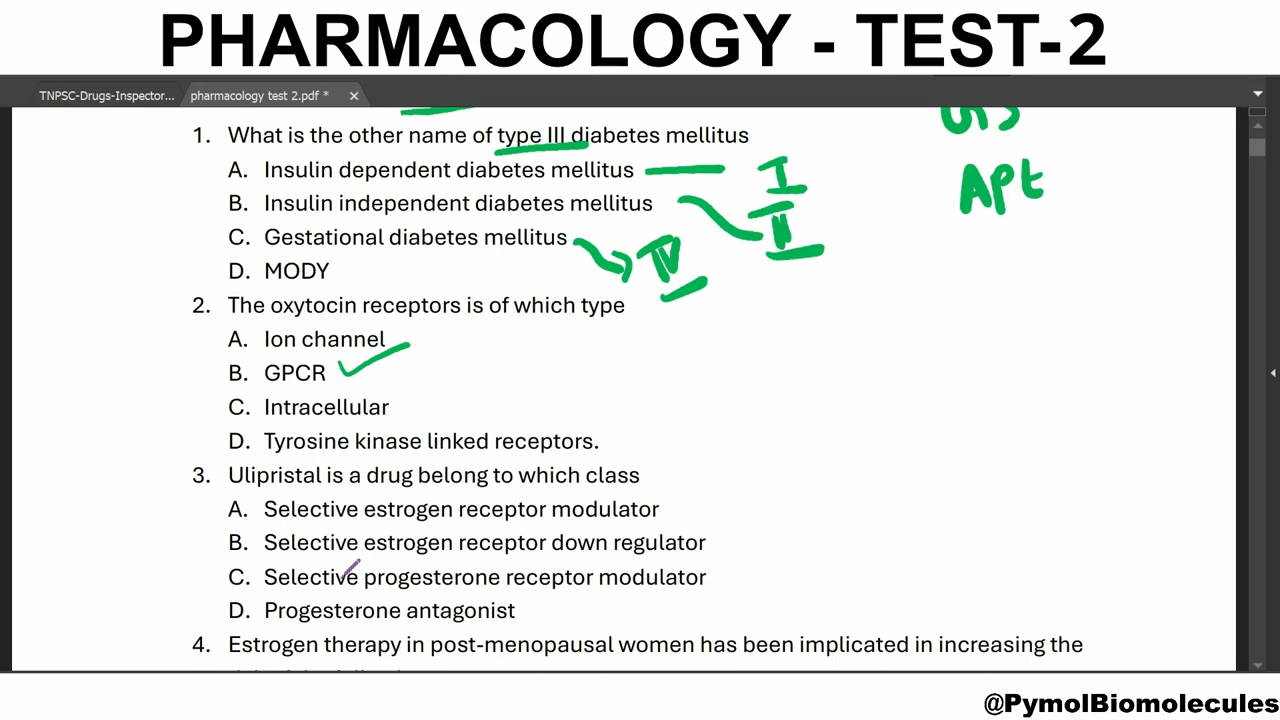 PHARMACOLOGY - TEST-2
TNPSC-Drugs-Inspector... pharmacology test 2.pdf *
1. What is the other name of type III diabetes mellitus
A. Insulin dependent diabetes mellitus I
B. Insulin independent diabetes mellitus II
C. Gestational diabetes mellitus IV
D. MODY
Apt
2. The oxytocin receptors is of which type
A. Ion channel
B. GPCR
C. Intracellular
D. Tyrosine kinase linked receptors.
3. Ulipristal is a drug belong to which class
A. Selective estrogen receptor modulator
B. Selective estrogen receptor down regulator
C. Selective progesterone receptor modulator
D. Progesterone antagonist
4. Estrogen therapy in post-menopausal women has been implicated in increasing the
@PymolBiomolecules